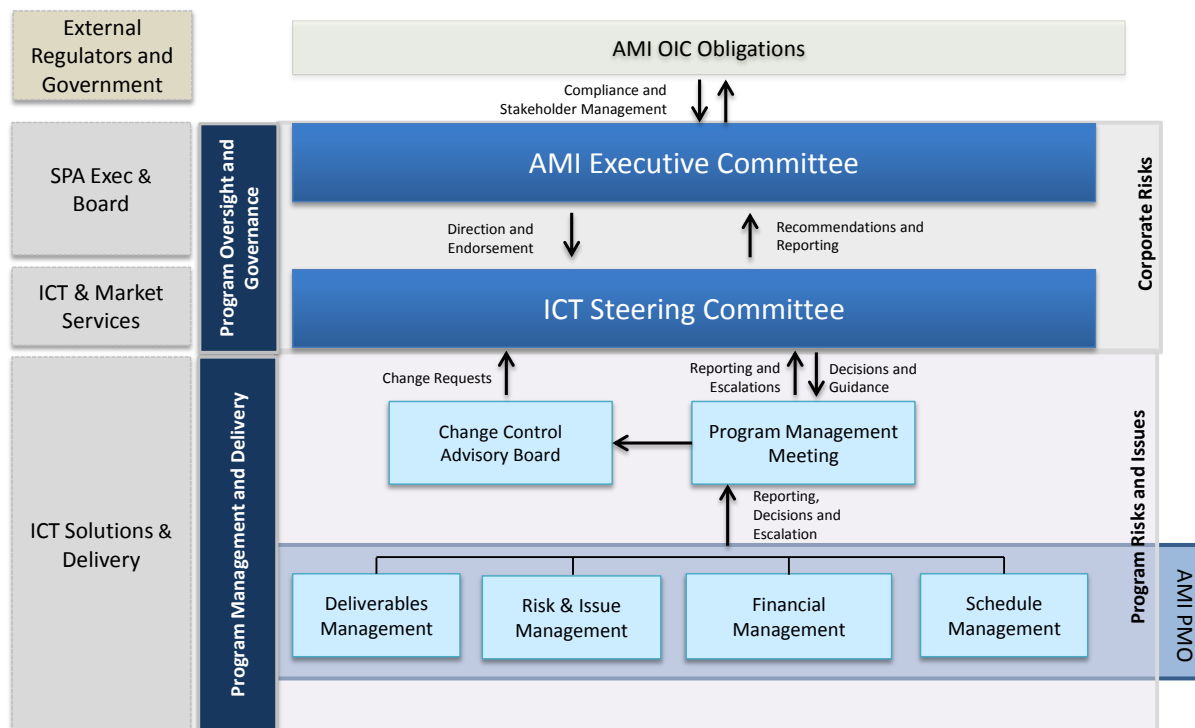 External
Regulators and
Government
AMI OIC Obligations
Compliance and
Stakeholder Management
SPA Exec &
Board
Program Oversight and
Governance
AMI Executive Committee
Corporate Risks
Direction and
Endorsement
Recommendations and
Reporting
ICT & Market
Services
ICT Steering Committee
Change Requests
Reporting and
Escalations
Decisions and
Guidance
ICT Solutions &
Delivery
Program Management and Delivery
Change Control
Advisory Board
Program Management
Meeting
Program Risks and Issues
Reporting,
Decisions and
Escalation
Deliverables
Management
Risk & Issue
Management
Financial
Management
Schedule
Management
AMI PMO